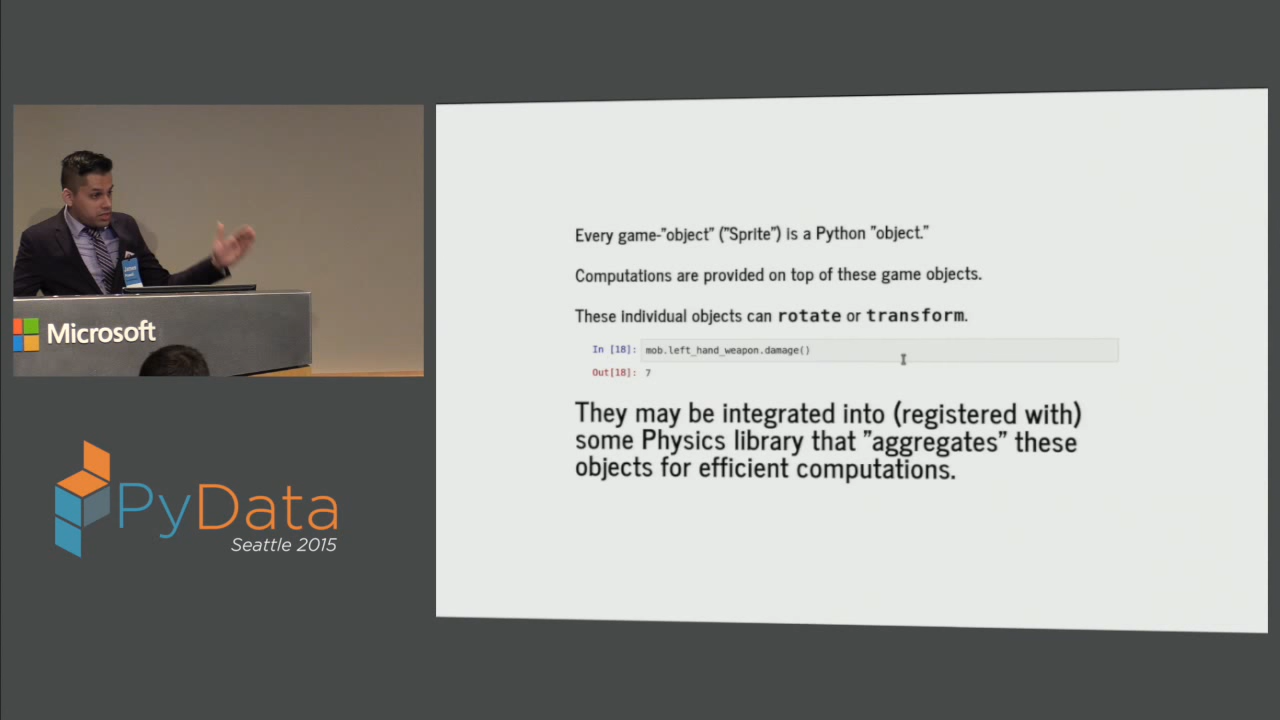 Microsoft
PyData
Seattle 2015
Every game-"object" ("Sprite") is a Python "object."
Computations are provided on top of these game objects.
These individual objects can rotate or transform.
In [18]: mob.left_hand_weapon.damage()
Out[18]: 7
They may be integrated into (registered with)
some Physics library that "aggregates" these
objects for efficient computations.